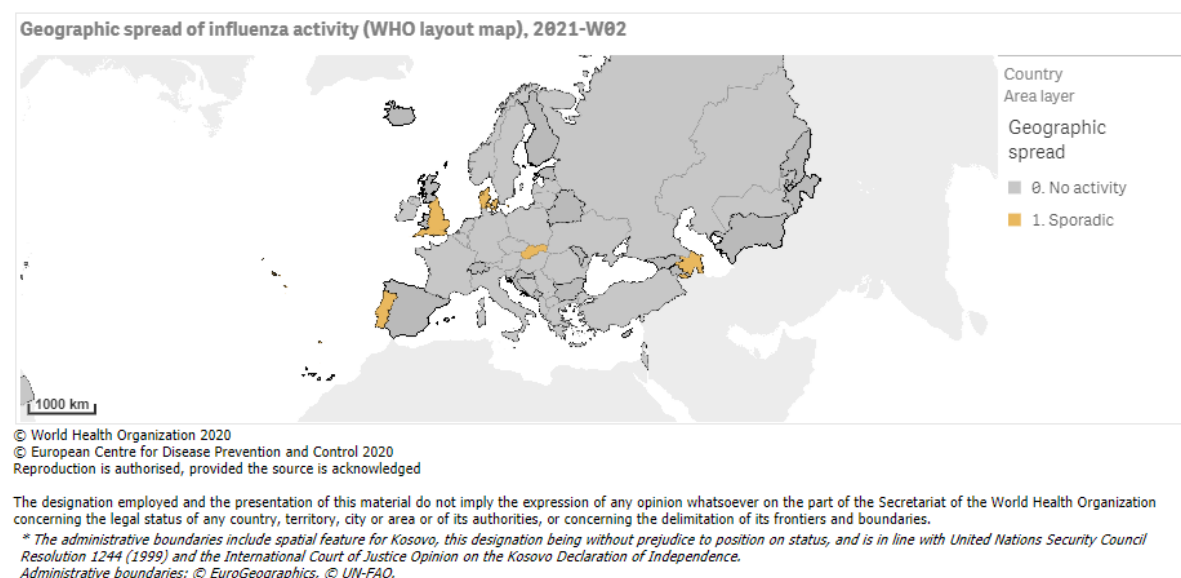 Geographic spread of influenza activity (WHO layout map), 2021-W02
Country
Area layer
Geographic
spread
0. No activity
1. Sporadic
1000 km
© World Health Organization 2020
© European Centre for Disease Prevention and Control 2020
Reproduction is authorised, provided the source is acknowledged
The designation employed and the presentation of this material do not imply the expression of any opinion whatsoever on the part of the Secretariat of the World Health Organization
concerning the legal status of any country, territory, city or area or of its authorities, or concerning the delimitation of its frontiers and boundaries.
* The administrative boundaries include spatial feature for Kosovo, this designation being without prejudice to position on status, and is in line with United Nations Security Council
Resolution 1244 (1999) and the International Court of Justice Opinion on the Kosovo Declaration of Independence.
Administrative boundaries: © EuroGeographics, © UN-FAO.